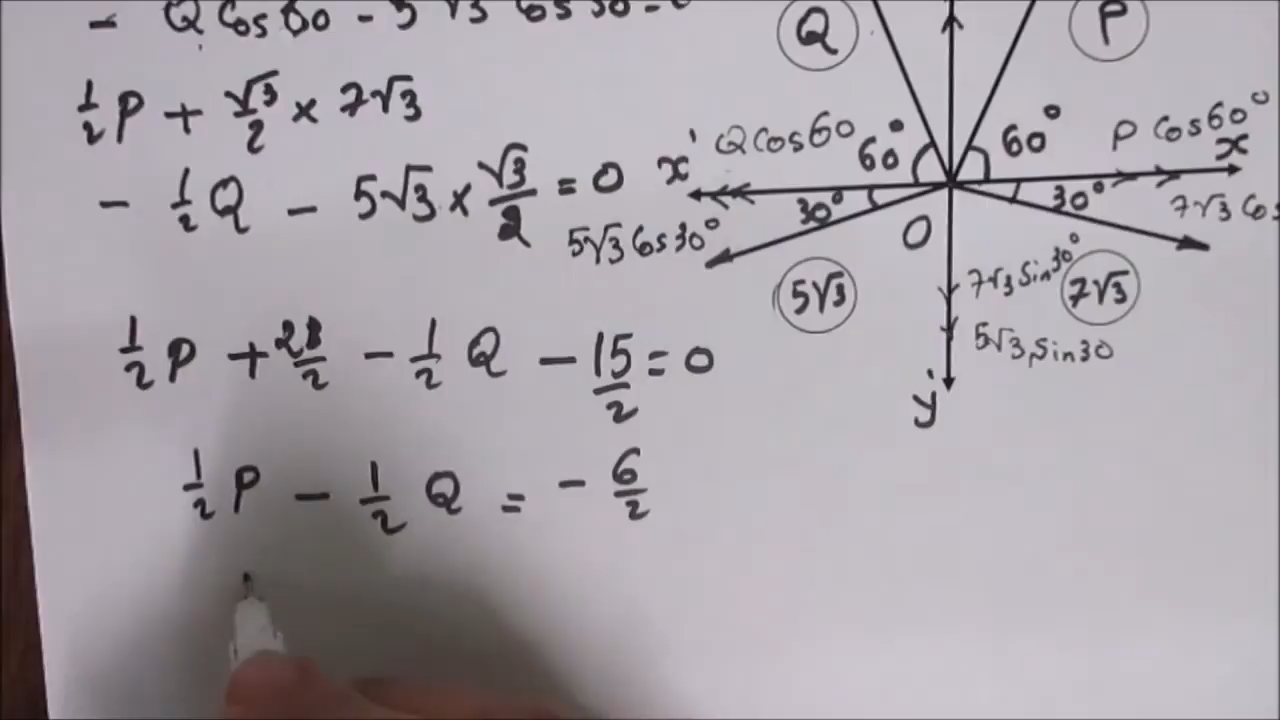 - Q Cos 60 - 5√3 Cos 30 = 0
½P + √3/2 × 7√3
- ½Q - 5√3 × √3/2 = 0
½P + 21/2 - ½Q - 15/2 = 0
½P - ½Q = - 6/2
Q
P
x' Q Cos 60
60°
60°
P Cos 60°
x
5√3 Cos 30°
30°
O
30°
7√3 Cos
5√3
7√3 Sin 30°
7√3
5√3 Sin 30
y'